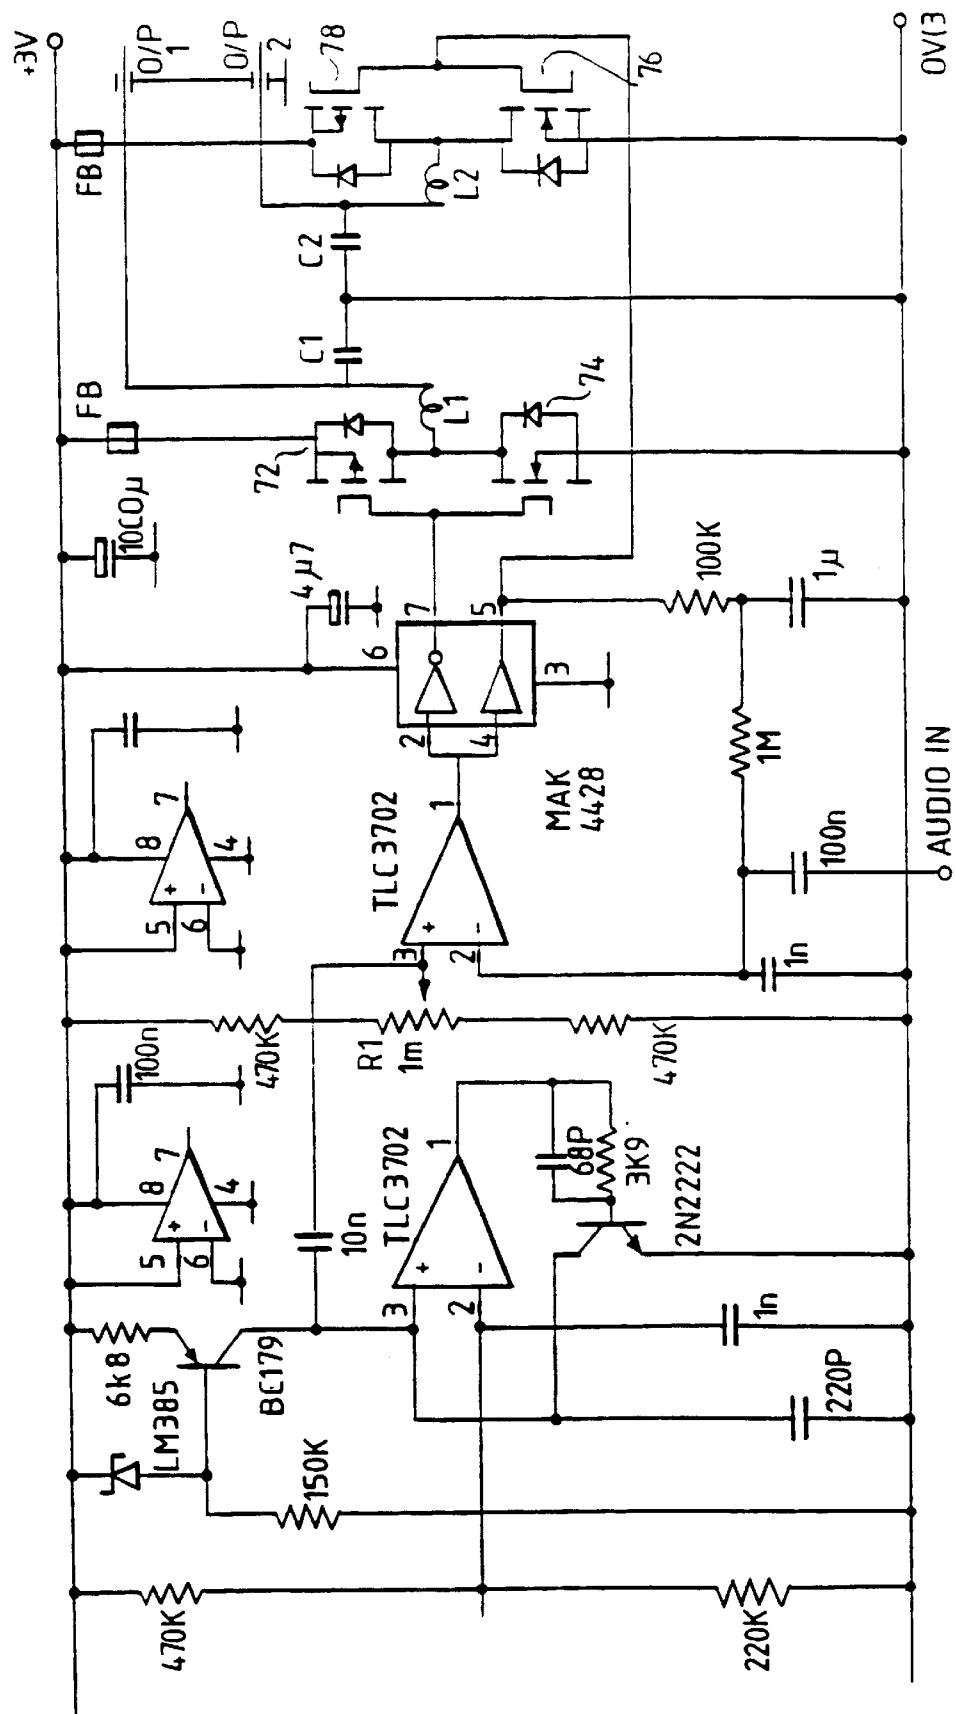 +3V
O/P
1
O/P
2
78
76
0V(3
FB
L2
C2
C1
FB
L1
74
72
1000µ
4µ7
6
7
5
3
2
4
MAK
4428
100K
1µ
1M
100n
AUDIO IN
1n
7
8
4
+
-
5
6
TLC3702
1
+
-
3
2
470K
R1
1m
470K
100n
7
8
4
+
-
5
6
10n
TLC3702
1
+
-
3
2
68P
3K9
2N2222
1n
220P
6k8
BC179
LM385
150K
470K
220K